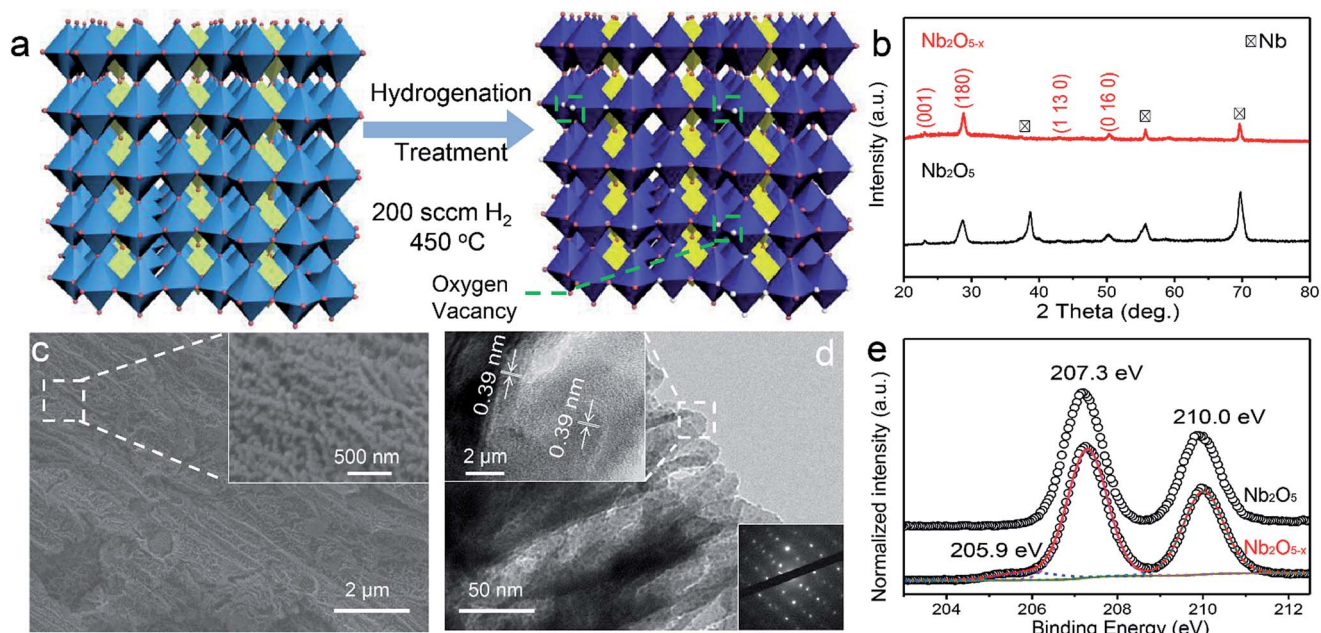 a
Hydrogenation
Treatment
200 sccm H₂
450 °C
Oxygen
Vacancy
b
Nb₂O₅₋ₓ
Nb
(001)
(180)
(1 13 0)
(0 16 0)
Nb₂O₅
Intensity (a.u.)
20 30 40 50 60 70 80
2 Theta (deg.)
c
500 nm
2 µm
d
0.39 nm
0.39 nm
2 µm
50 nm
e
207.3 eV
210.0 eV
Nb₂O₅
205.9 eV
Nb₂O₅₋ₓ
Normalized intensity (a.u.)
204 206 208 210 212
Binding Energy (eV)